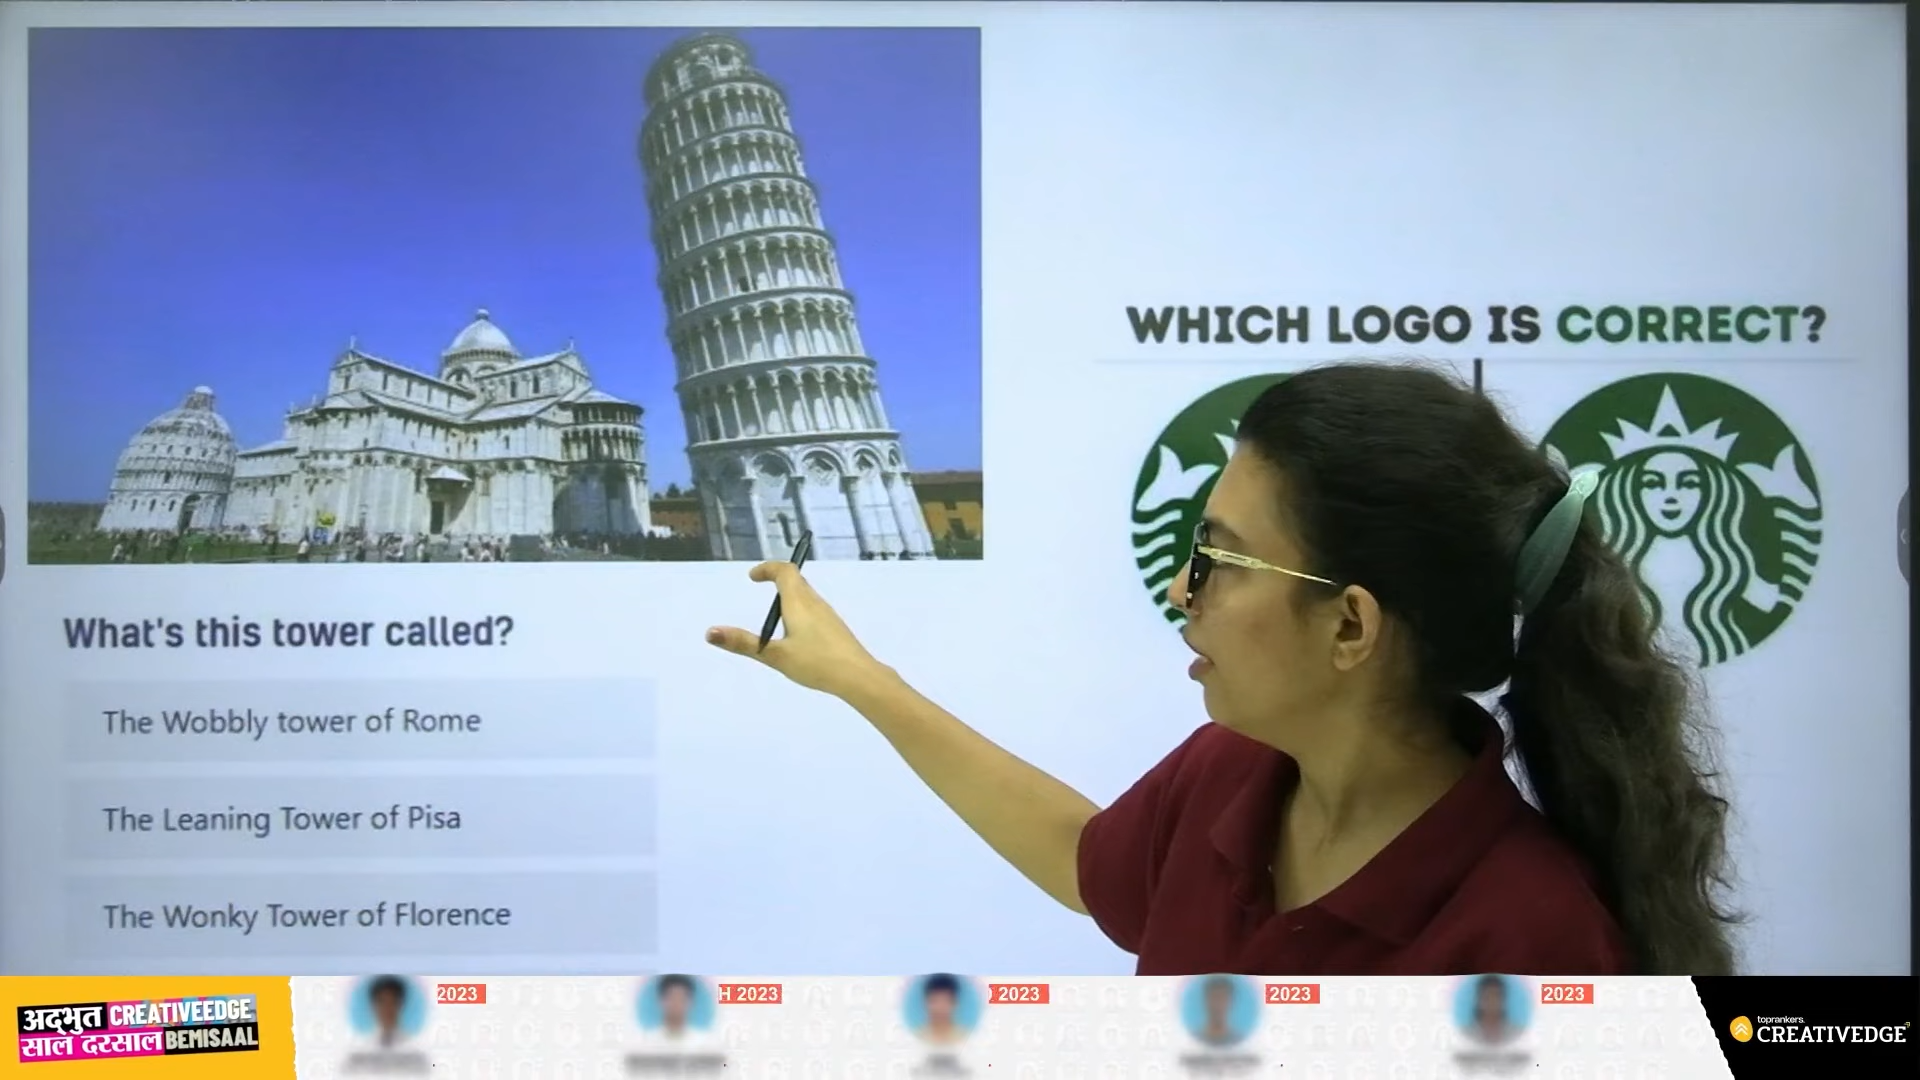 WHICH LOGO IS CORRECT?
What's this tower called?
The Wobbly tower of Rome
The Leaning Tower of Pisa
The Wonky Tower of Florence
अद्भुत CREATIVEEDGE
साल दरसाल BEMISAAL
2023
H 2023
2023
2023
2023
toprankers
CREATIVEDGE